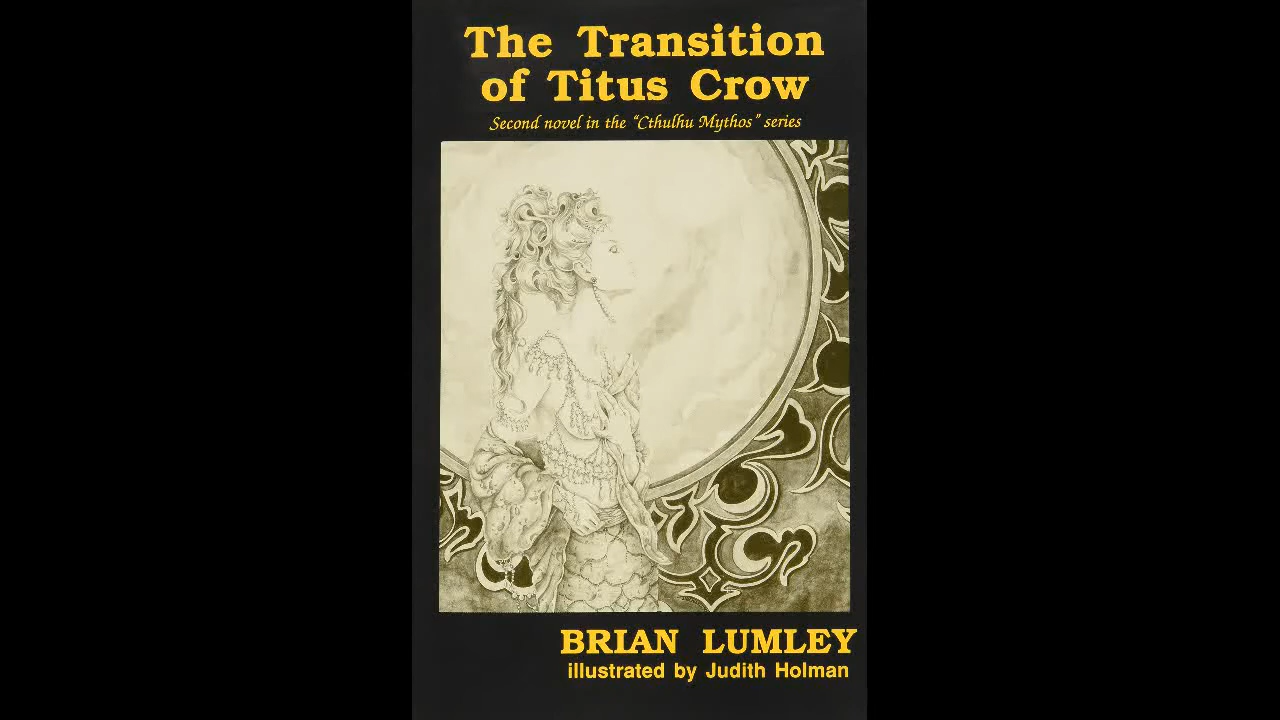 The Transition
of Titus Crow
Second novel in the “Cthulhu Mythos” series
BRIAN LUMLEY
illustrated by Judith Holman